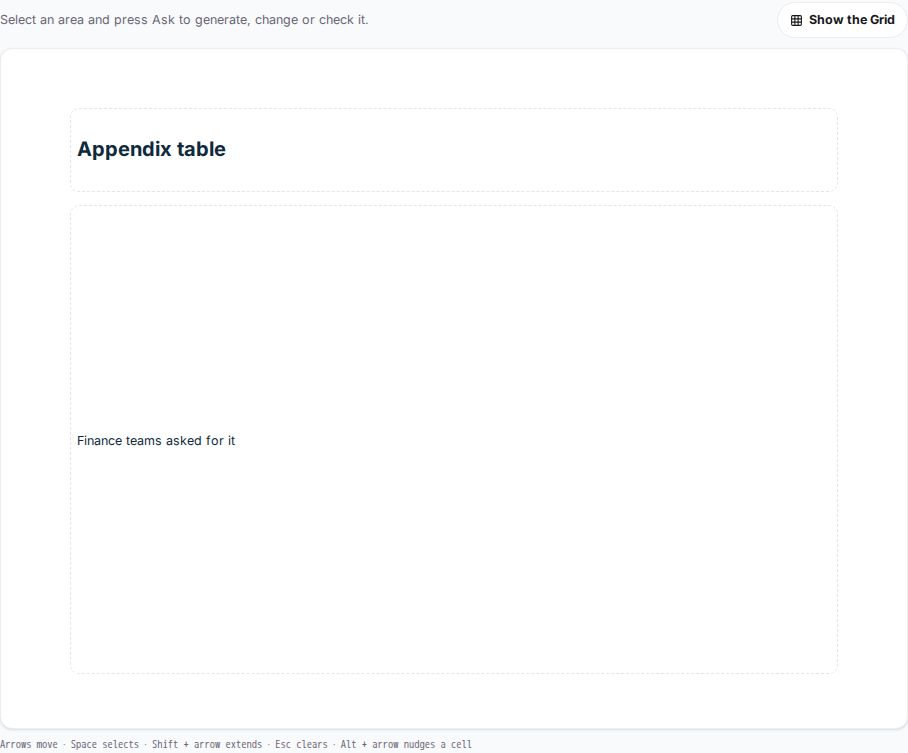 Select an area and press Ask to generate, change or check it.
Show the Grid
Appendix table
Finance teams asked for it
Arrows move · Space selects · Shift + arrow extends · Esc clears · Alt + arrow nudges a cell